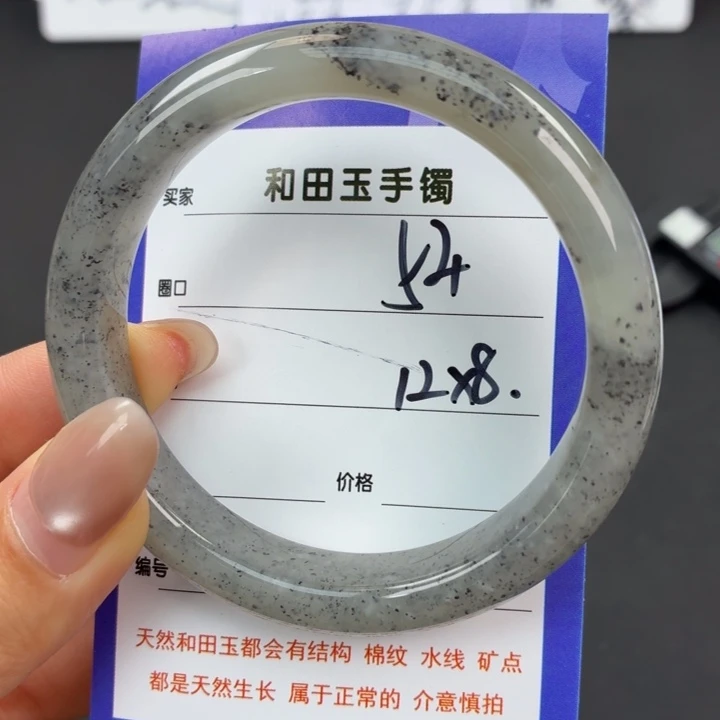 和田玉手镯
买家
54
圈口
12x8.
价格
编号
天然和田玉都会有结构 棉纹 水线 矿点
都是天然生长 属于正常的 介意慎拍